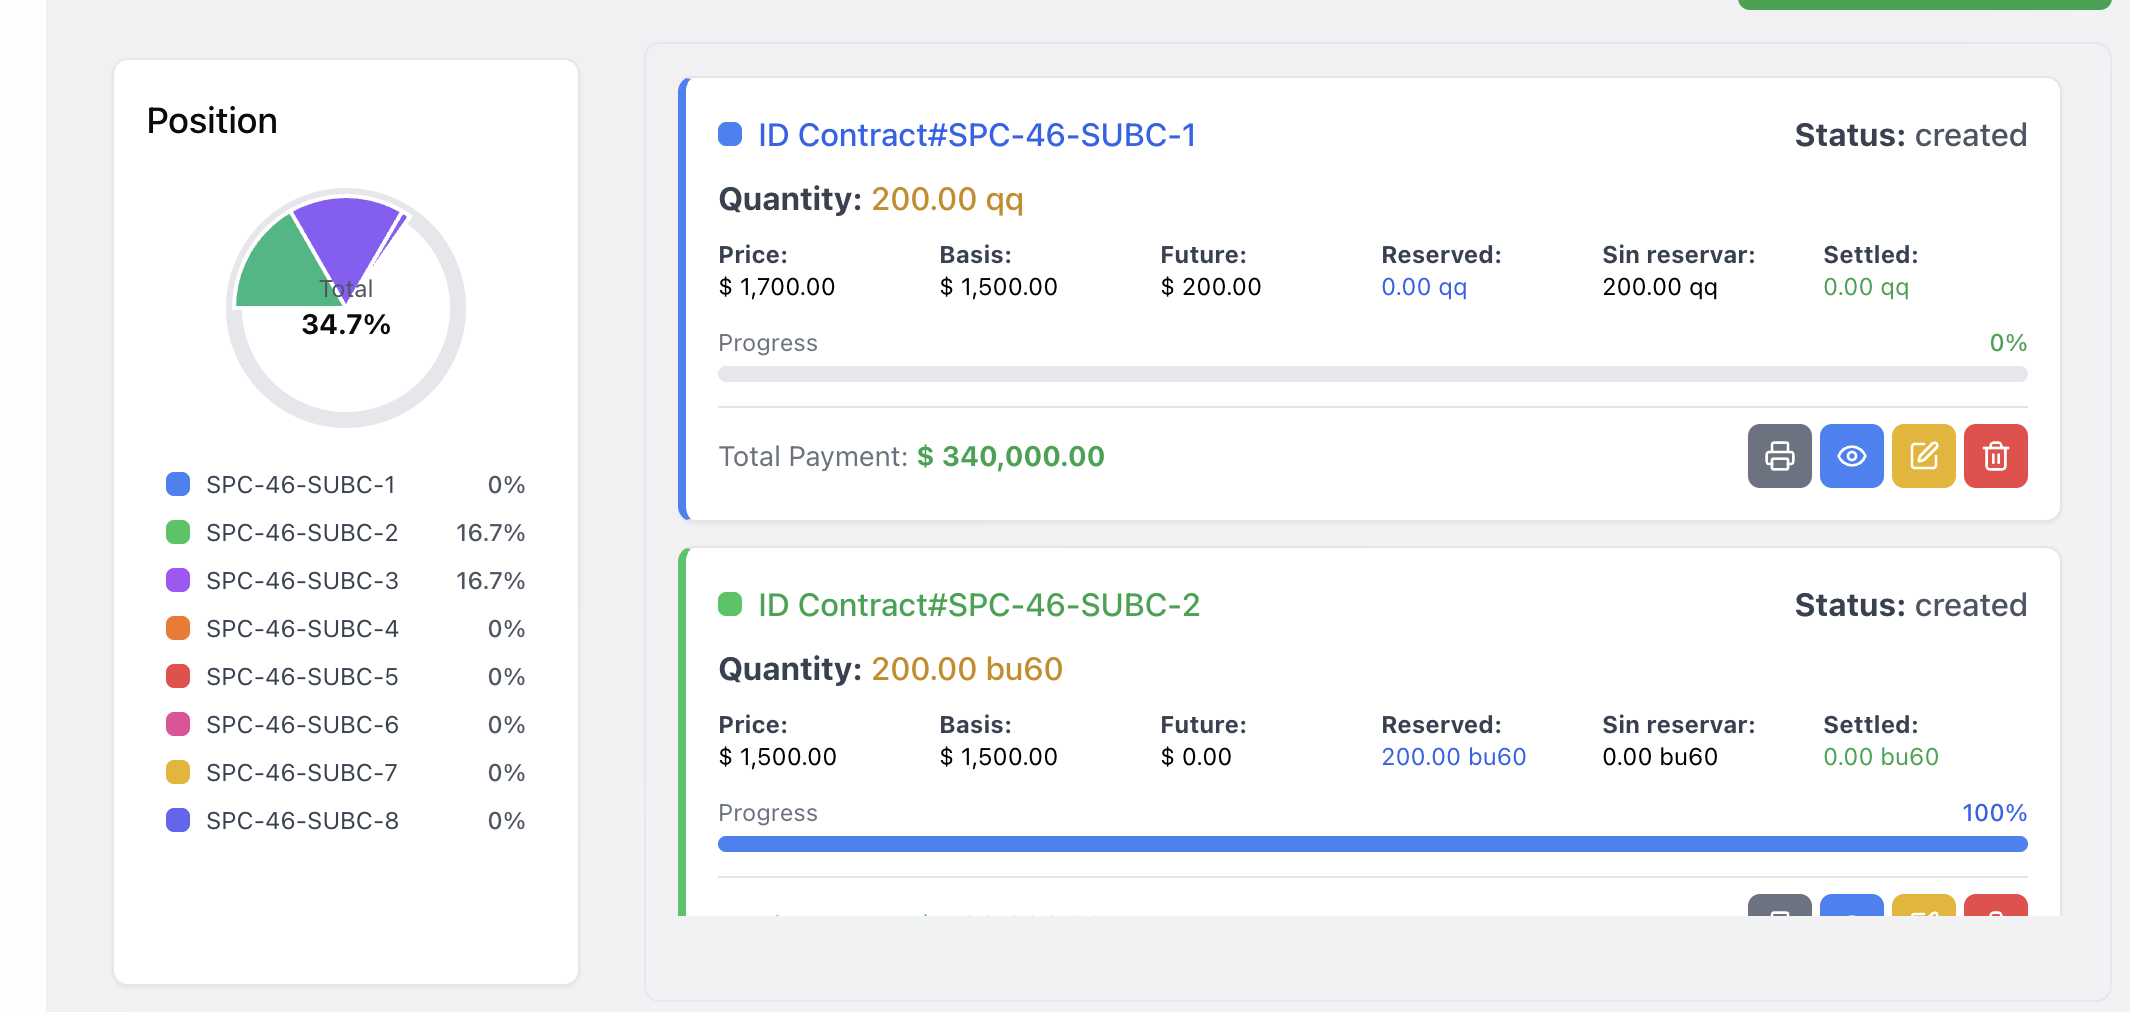 Position
Total
34.7%
SPC-46-SUBC-1 0%
SPC-46-SUBC-2 16.7%
SPC-46-SUBC-3 16.7%
SPC-46-SUBC-4 0%
SPC-46-SUBC-5 0%
SPC-46-SUBC-6 0%
SPC-46-SUBC-7 0%
SPC-46-SUBC-8 0%
ID Contract#SPC-46-SUBC-1 Status: created
Quantity: 200.00 qq
Price: Basis: Future: Reserved: Sin reservar: Settled:
$ 1,700.00 $ 1,500.00 $ 200.00 0.00 qq 200.00 qq 0.00 qq
Progress 0%
Total Payment: $ 340,000.00
ID Contract#SPC-46-SUBC-2 Status: created
Quantity: 200.00 bu60
Price: Basis: Future: Reserved: Sin reservar: Settled:
$ 1,500.00 $ 1,500.00 $ 0.00 200.00 bu60 0.00 bu60 0.00 bu60
Progress 100%